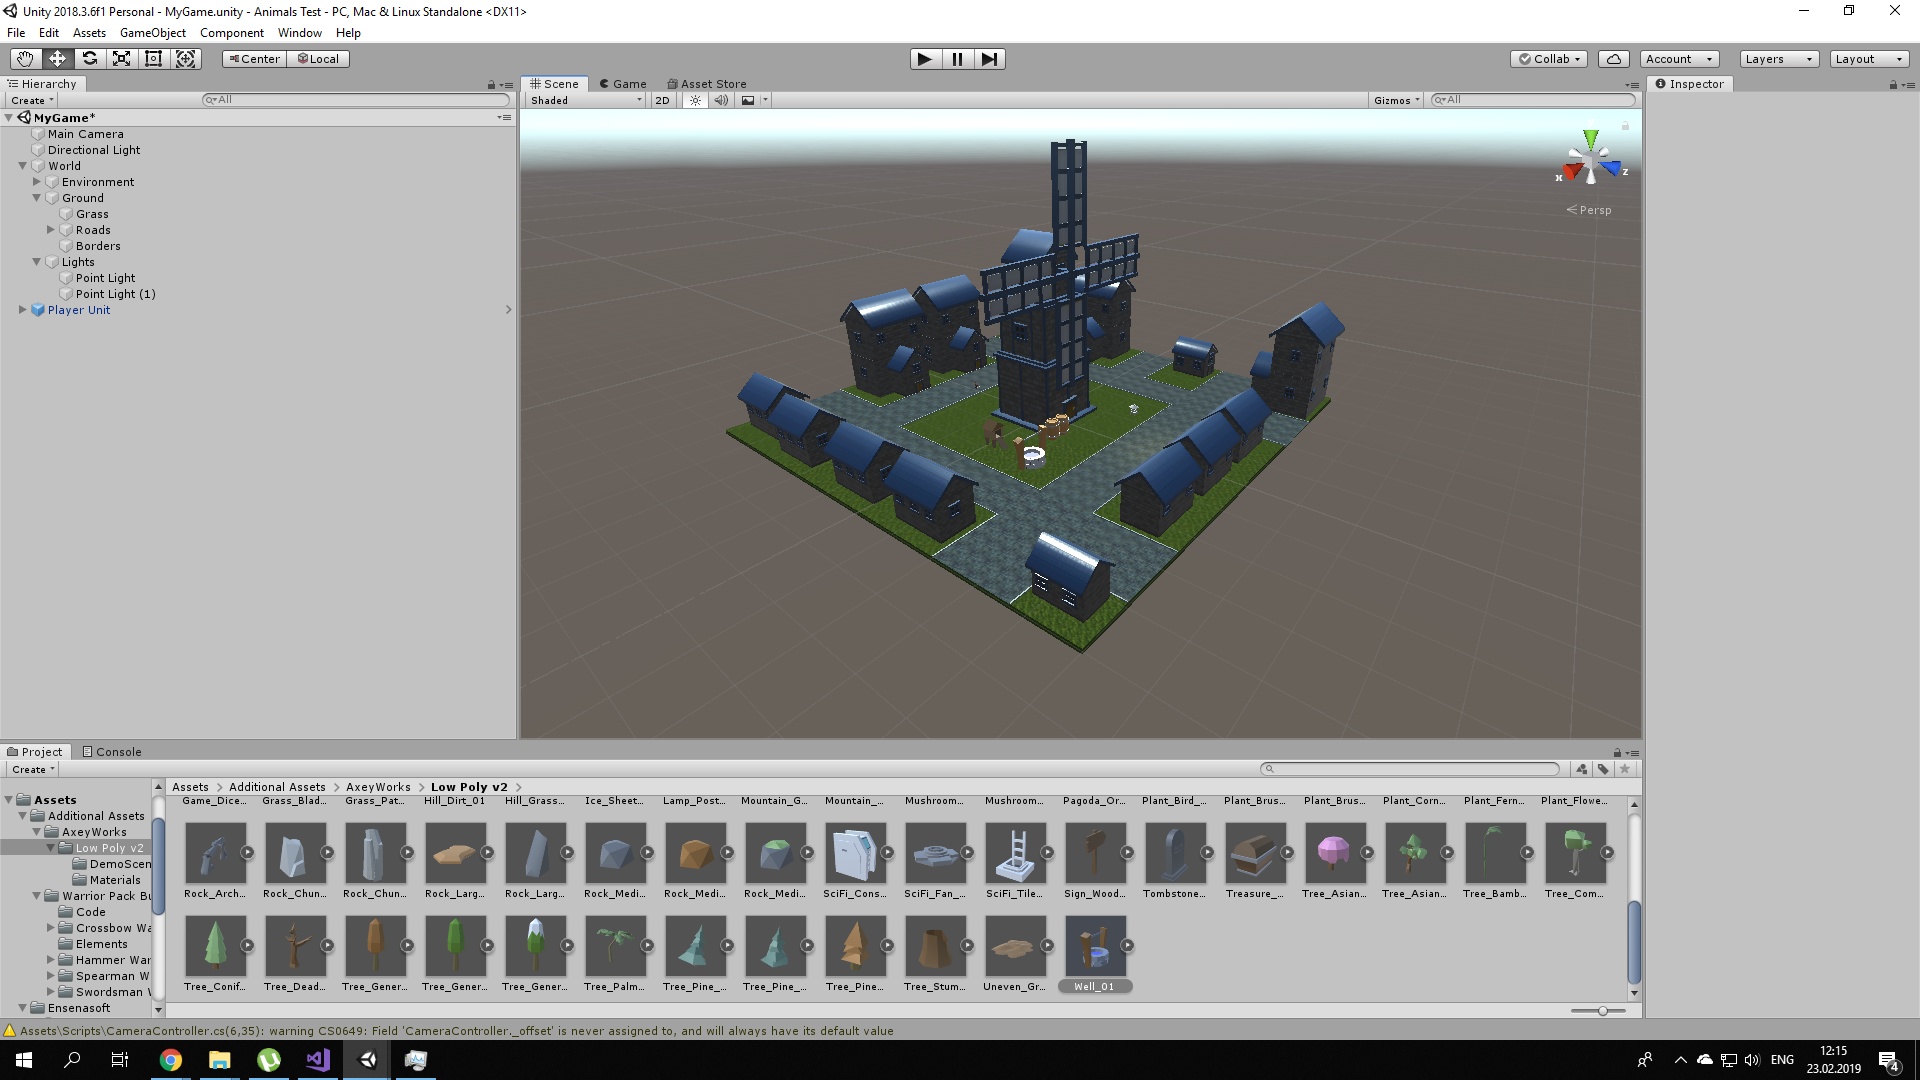 Unity 2018.3.6f1 Personal - MyGame.unity - Animals Test - PC, Mac & Linux Standalone <DX11>
File Edit Assets GameObject Component Window Help
Center Local Collab Account Layers Layout
Hierarchy
Create All
MyGame*
Main Camera
Directional Light
World
Environment
Ground
Grass
Roads
Borders
Lights
Point Light
Point Light (1)
Player Unit
Scene Game Asset Store
Shaded 2D Gizmos All
x z
Persp
Inspector
Project Console
Create
Assets
Additional Assets
AxeyWorks
Low Poly v2
DemoScen
Materials
Warrior Pack Bu
Code
Crossbow Wa
Elements
Hammer War
Spearman W
Swordsman W
Ensenasoft
Assets > Additional Assets > AxeyWorks > Low Poly v2 >
Game_Dice... Grass_Blad... Grass_Pat... Hill_Dirt_01 Hill_Grass... Ice_Sheet... Lamp_Post... Mountain_G... Mountain_... Mushroom... Mushroom... Pagoda_Or... Plant_Bird_... Plant_Brus... Plant_Brus... Plant_Corn... Plant_Fern... Plant_Flowe...
Rock_Arch... Rock_Chun... Rock_Chun... Rock_Larg... Rock_Larg... Rock_Medi... Rock_Medi... Rock_Medi... SciFi_Cons... SciFi_Fan_... SciFi_Tile... Sign_Wood... Tombstone... Treasure_... Tree_Asian... Tree_Asian... Tree_Bamb... Tree_Com...
Tree_Conif... Tree_Dead... Tree_Gener... Tree_Gener... Tree_Gener... Tree_Palm... Tree_Pine_... Tree_Pine_... Tree_Pine... Tree_Stum... Uneven_Gr... Well_01
Assets\Scripts\CameraController.cs(6,35): warning CS0649: Field 'CameraController._offset' is never assigned to, and will always have its default value
ENG
12:15
23.02.2019
4